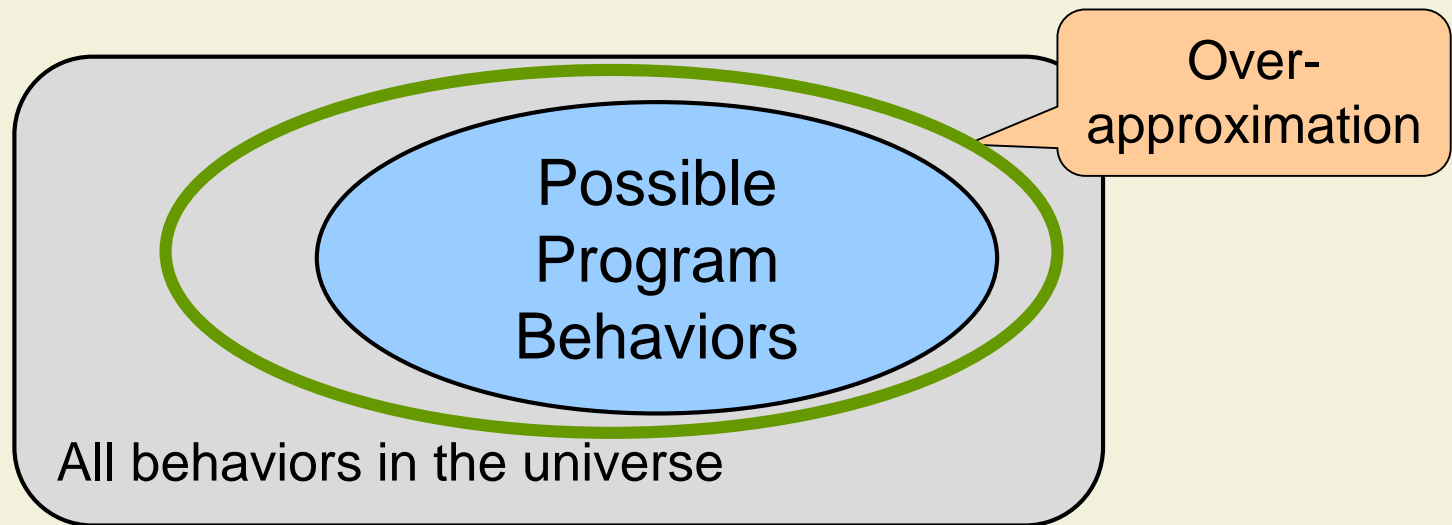 Over-
approximation
Possible
Program
Behaviors
All behaviors in the universe